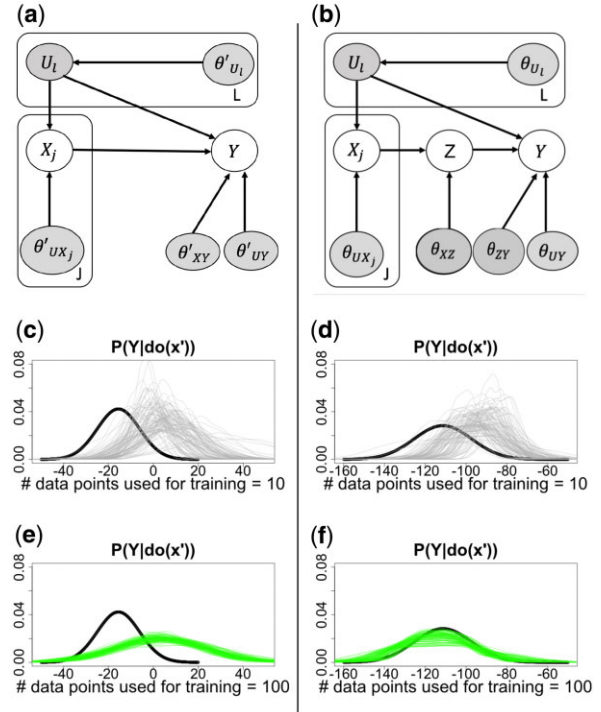 (a)
(b)
U_l
θ'_{U_l}
L
X_j
Y
θ'_{UX_j}
J
θ'_{XY}
θ'_{UY}
U_l
θ_{U_l}
L
X_j
Z
Y
θ_{UX_j}
J
θ_{XZ}
θ_{ZY}
θ_{UY}
(c)
P(Y|do(x'))
0.00 0.04 0.08
-40 -20 0 20 40
# data points used for training = 10
(d)
P(Y|do(x'))
0.00 0.04 0.08
-160 -140 -120 -100 -80 -60
# data points used for training = 10
(e)
P(Y|do(x'))
0.00 0.04 0.08
-40 -20 0 20 40
# data points used for training = 100
(f)
P(Y|do(x'))
0.00 0.04 0.08
-160 -140 -120 -100 -80 -60
# data points used for training = 100